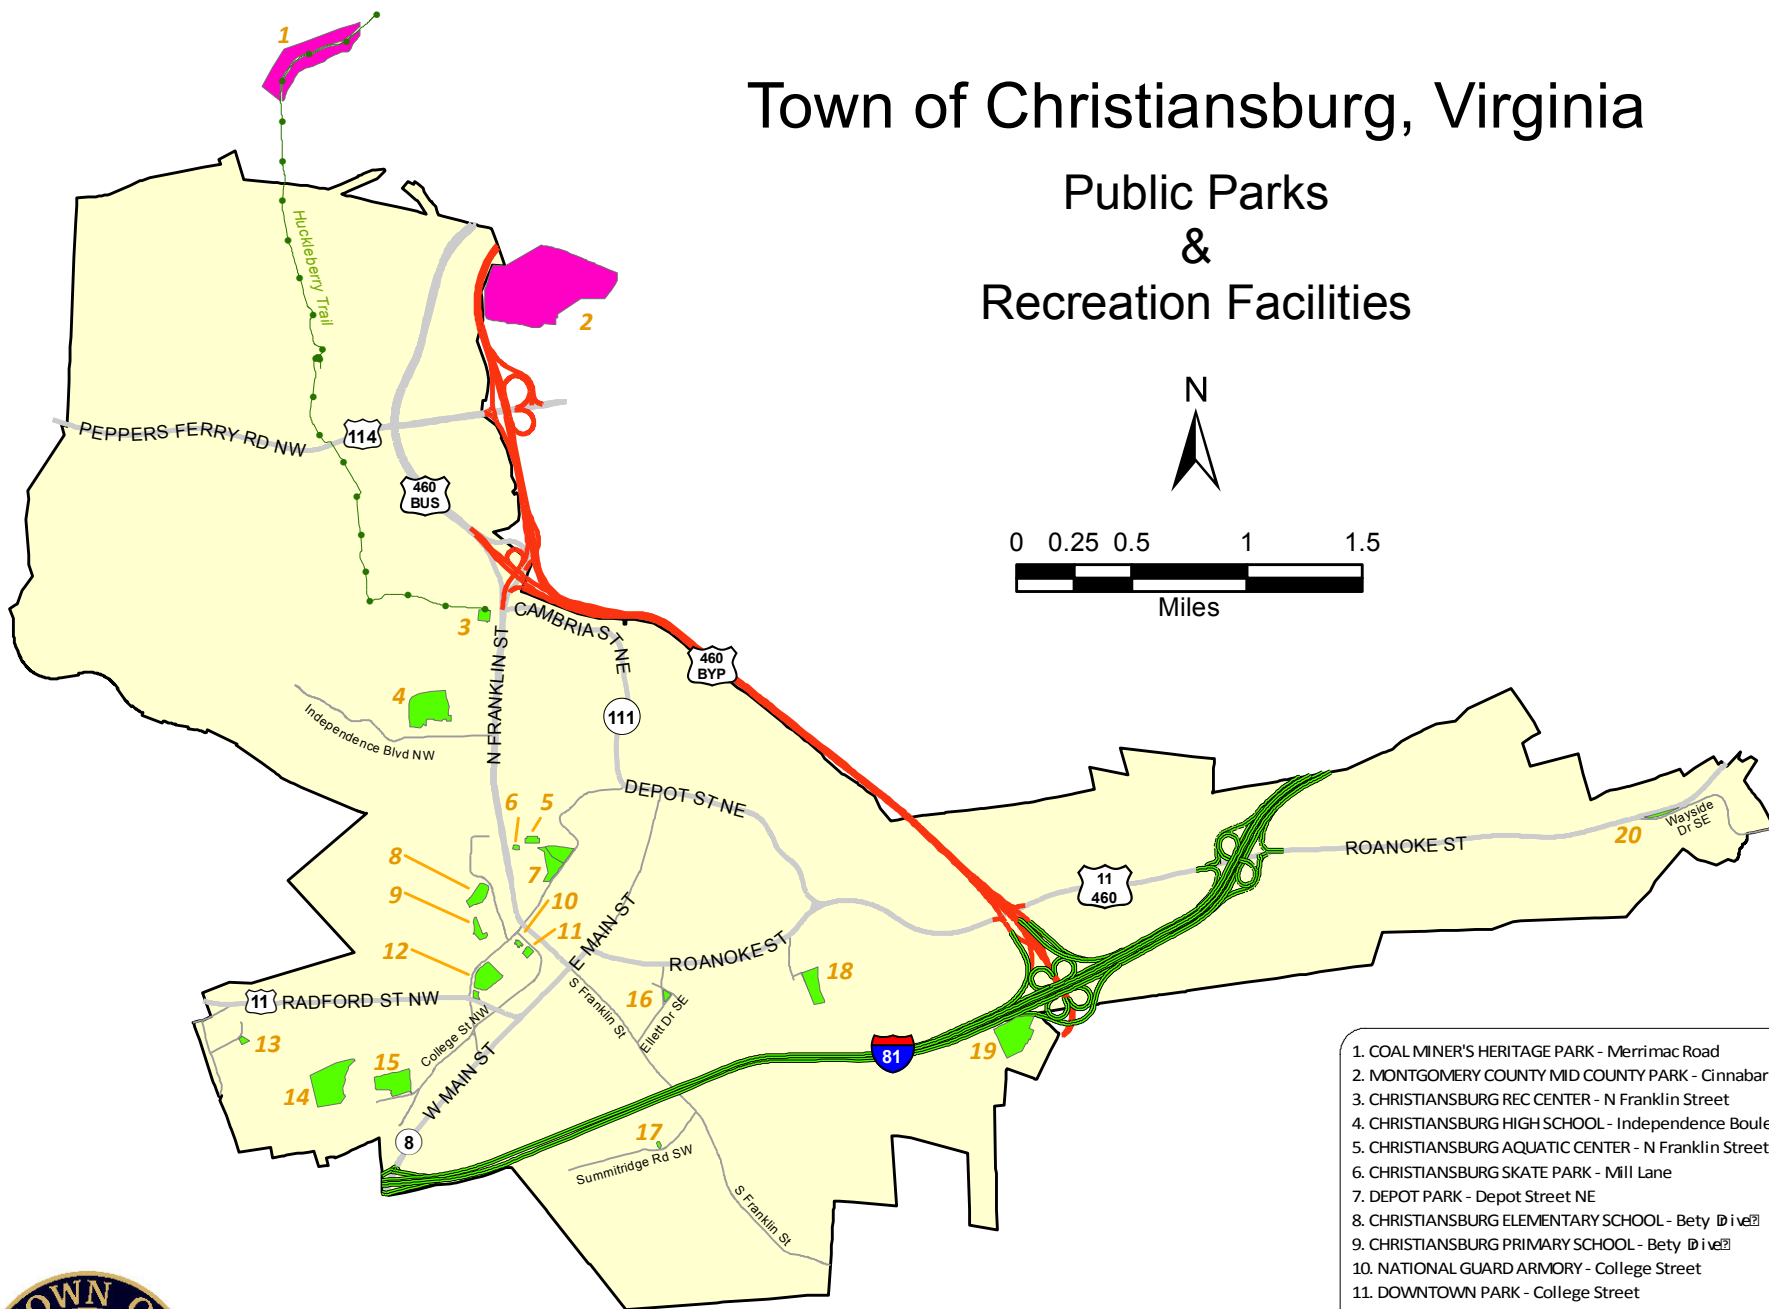 Town of Christiansburg, Virginia
Public Parks
&
Recreation Facilities
N
0 0.25 0.5 1 1.5
Miles
1
2
Huckleberry Trail
PEPPERS FERRY RD NW
114
460
BUS
3
CAMBRIA ST NE
N FRANKLIN ST
460
BYP
4
Independence Blvd NW
111
DEPOT ST NE
6
5
7
8
9
10
11
12
E MAIN ST
ROANOKE ST
11
460
ROANOKE ST
20
Wayside
Dr SE
11
RADFORD ST NW
13
14
15
College St NW
W MAIN ST
8
S Franklin St
16
Ellett Dr SE
18
81
19
17
Summitridge Rd SW
S Franklin St
1. COAL MINER'S HERITAGE PARK - Merrimac Road
2. MONTGOMERY COUNTY MID COUNTY PARK - Cinnabar
3. CHRISTIANSBURG REC CENTER - N Franklin Street
4. CHRISTIANSBURG HIGH SCHOOL - Independence Boule
5. CHRISTIANSBURG AQUATIC CENTER - N Franklin Street
6. CHRISTIANSBURG SKATE PARK - Mill Lane
7. DEPOT PARK - Depot Street NE
8. CHRISTIANSBURG ELEMENTARY SCHOOL - Bety
9. CHRISTIANSBURG PRIMARY SCHOOL - Bety
10. NATIONAL GUARD ARMORY - College Street
11. DOWNTOWN PARK - College Street
OWN O